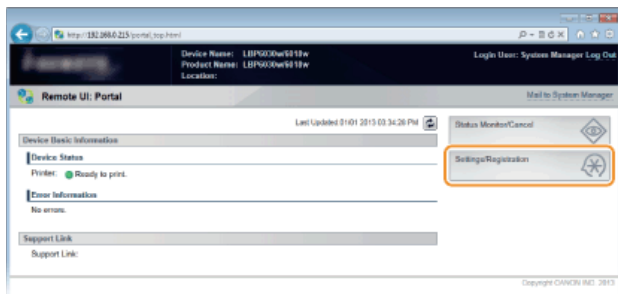 http://192.168.0.215/portal_top.html
Device Name: LBP6030w/6018w
Product Name: LBP6030w/6018w
Location:
Login User: System Manager Log Out
Remote UI: Portal
Mail to System Manager
Last Updated 01/01 2013 03:34:28 PM
Device Basic Information
Device Status
Printer: Ready to print.
Error Information
No errors.
Support Link
Support Link:
Status Monitor/Cancel
Settings/Registration
Copyright CANON INC. 2013